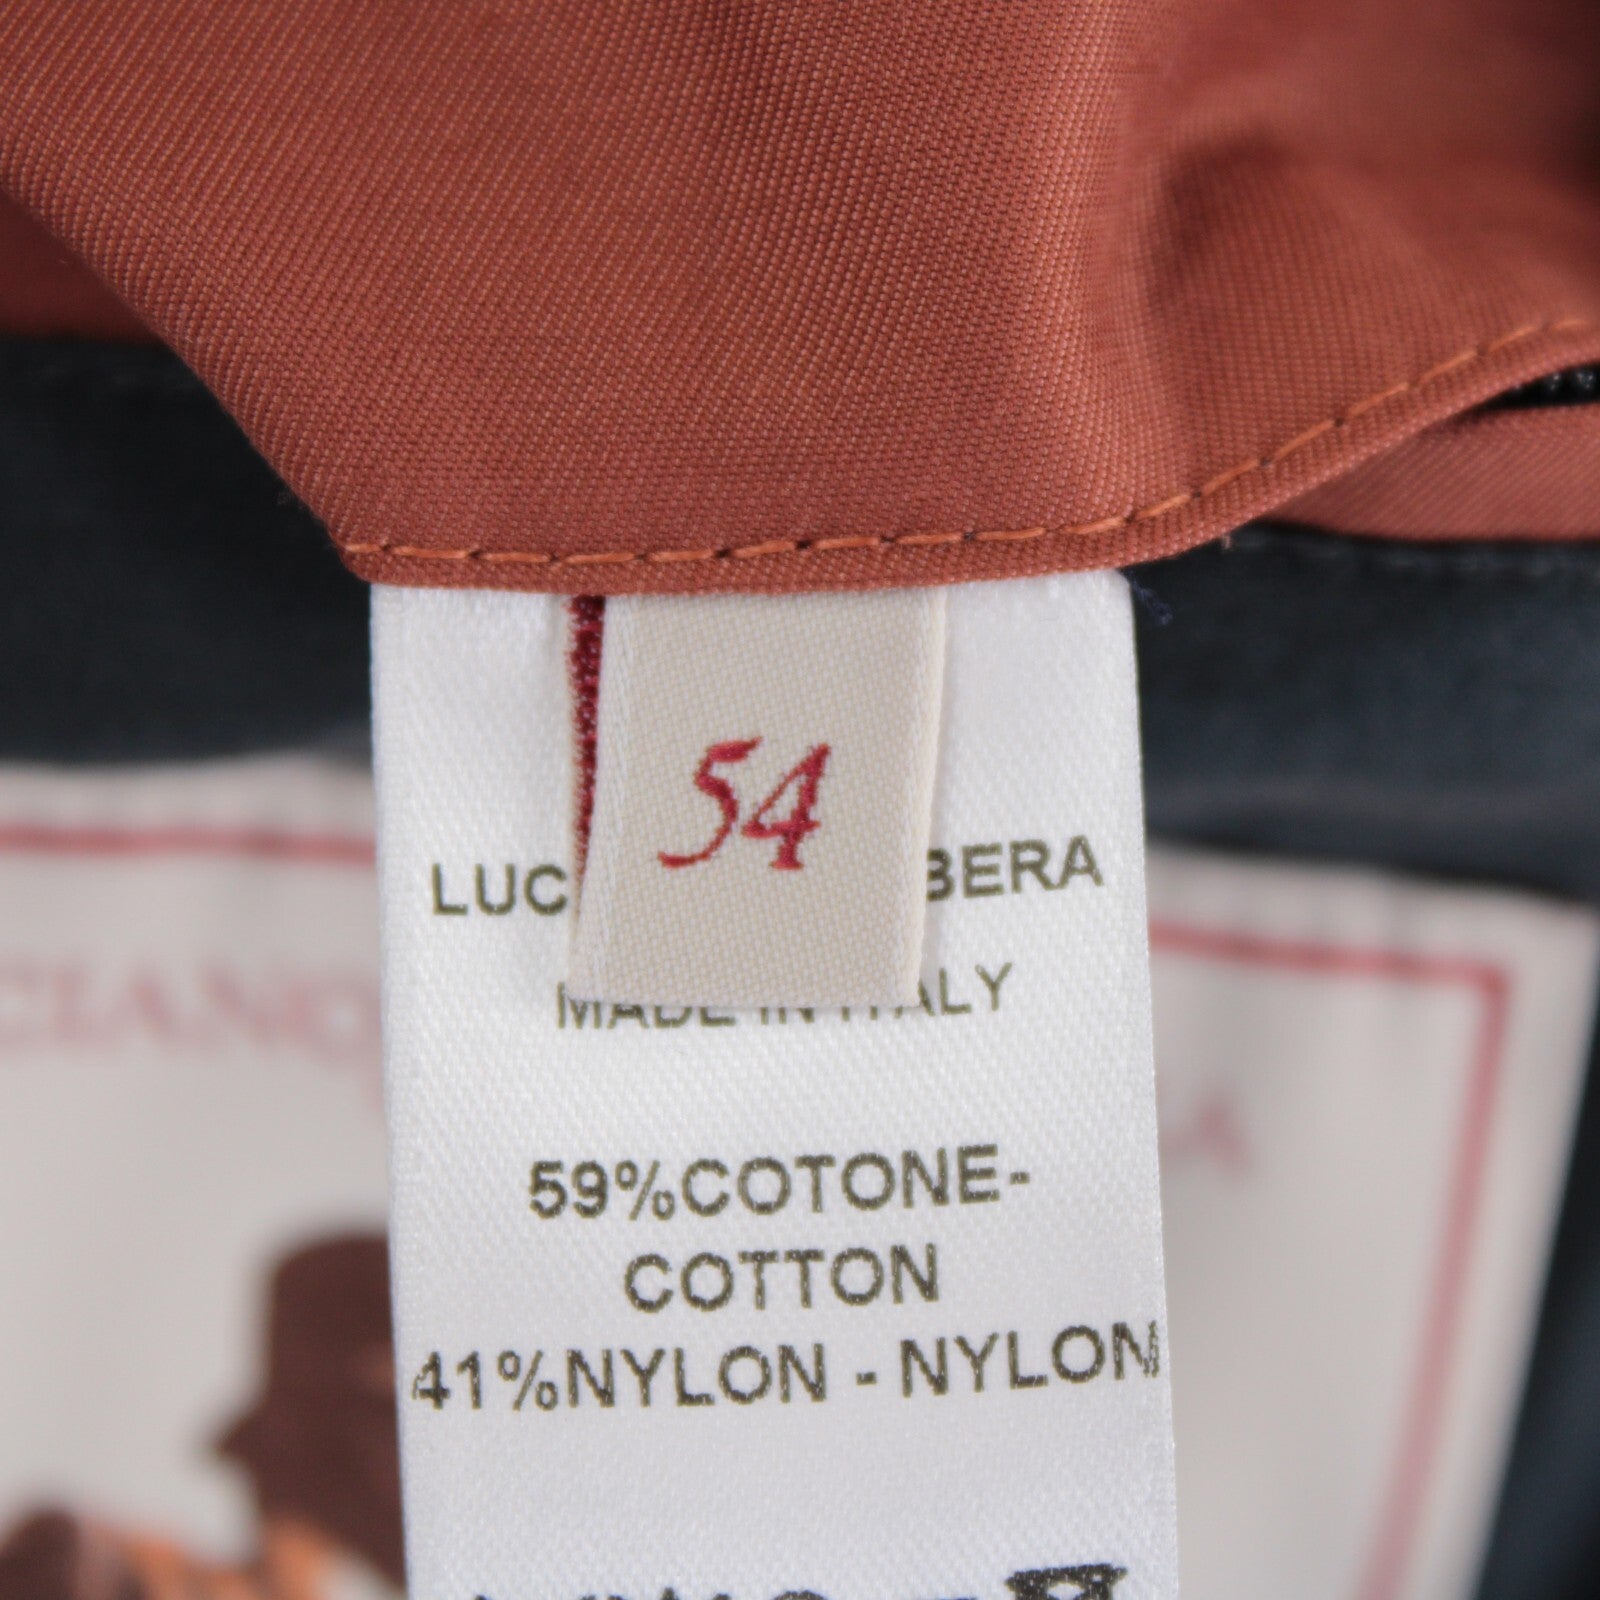 54
LUC BERA
MADE IN ITALY
59%COTONE-
COTTON
41%NYLON - NYLON